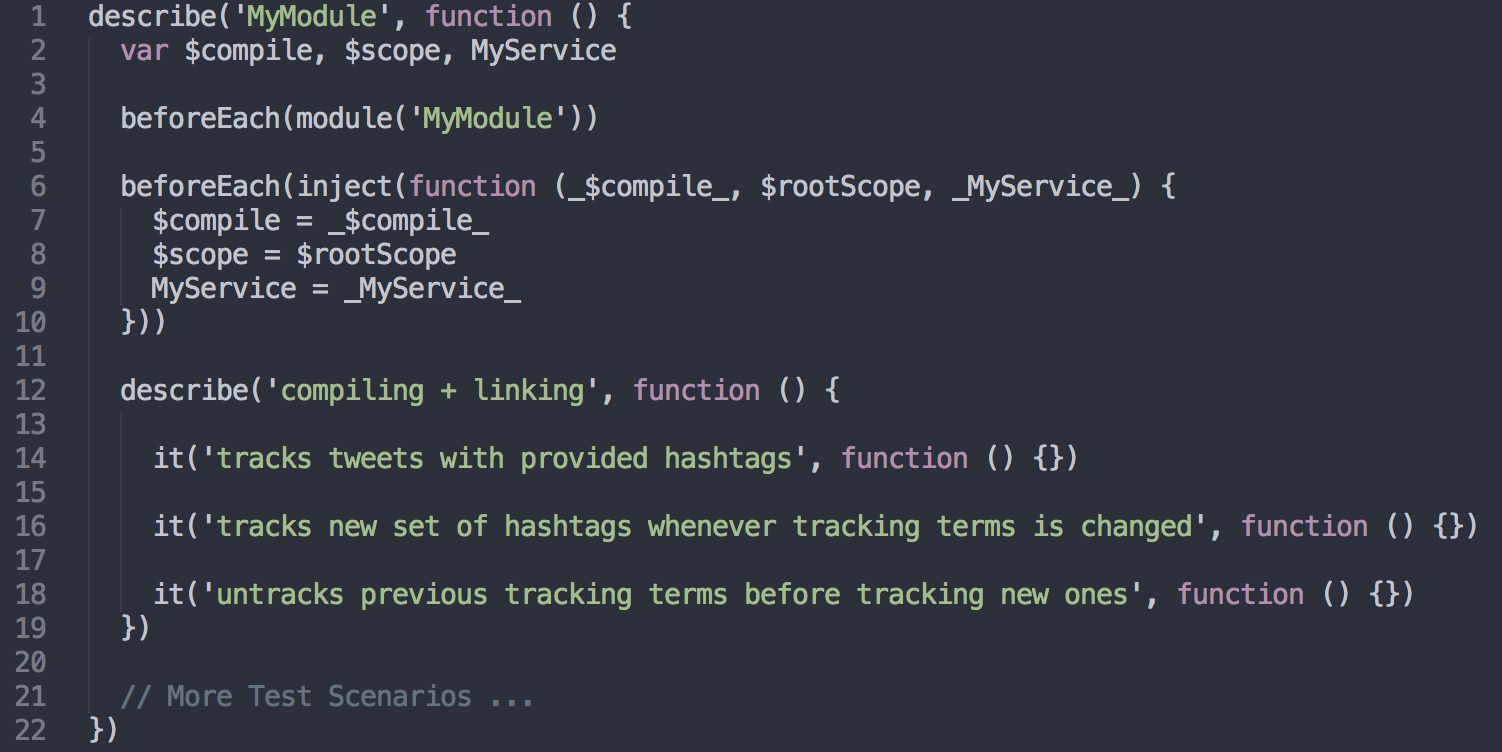 1 describe('MyModule', function () {
2   var $compile, $scope, MyService
3
4   beforeEach(module('MyModule'))
5
6   beforeEach(inject(function (_$compile_, $rootScope, _MyService_) {
7     $compile = _$compile_
8     $scope = $rootScope
9     MyService = _MyService_
10   }))
11
12   describe('compiling + linking', function () {
13
14     it('tracks tweets with provided hashtags', function () {})
15
16     it('tracks new set of hashtags whenever tracking terms is changed', function () {})
17
18     it('untracks previous tracking terms before tracking new ones', function () {})
19   })
20
21   // More Test Scenarios ...
22 })